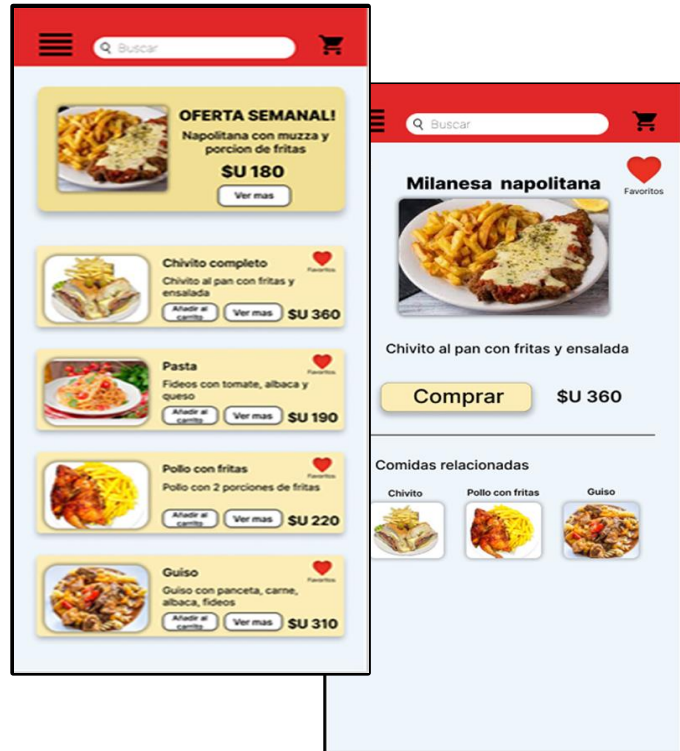 Buscar
OFERTA SEMANAL!
Napolitana con muzza y
porcion de fritas
$U 180
Ver mas
Chivito completo
Favoritos
Chivito al pan con fritas y
ensalada
Añadir al
carrito
Ver mas
$U 360
Pasta
Favoritos
Fideos con tomate, albaca y
queso
Añadir al
carrito
Ver mas
$U 190
Pollo con fritas
Favoritos
Pollo con 2 porciones de fritas
Añadir al
carrito
Ver mas
$U 220
Guiso
Favoritos
Guiso con panceta, carne,
albaca, fideos
Añadir al
carrito
Ver mas
$U 310
Buscar
Milanesa napolitana
Favoritos
Chivito al pan con fritas y ensalada
Comprar
$U 360
Comidas relacionadas
Chivito
Pollo con fritas
Guiso